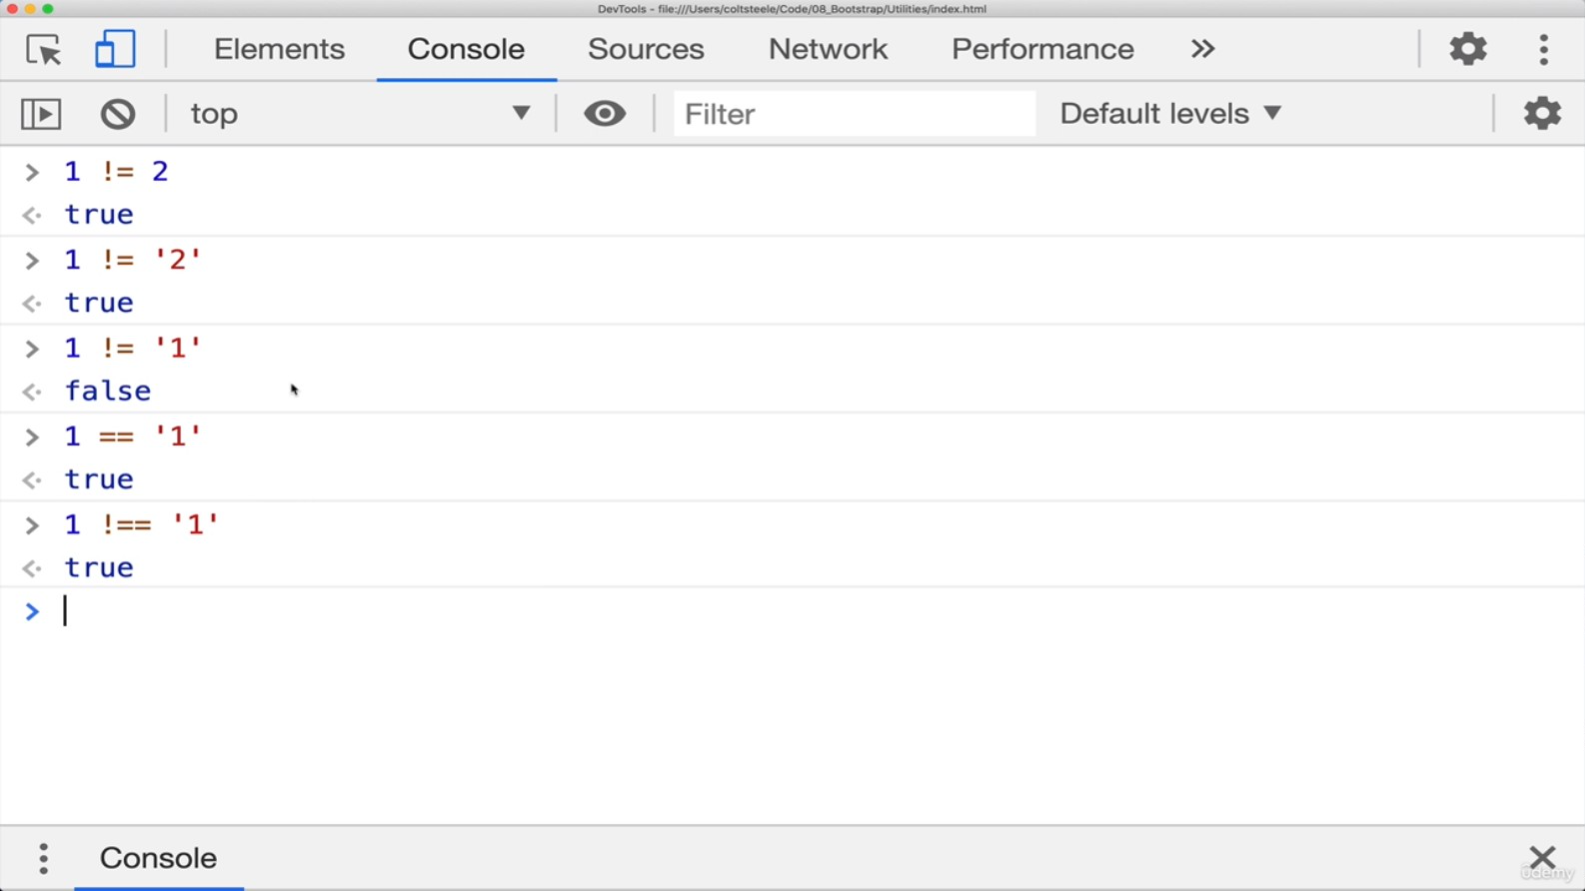 DevTools - file:///Users/coltsteele/Code/08_Bootstrap/Utilities/index.html
Elements Console Sources Network Performance »
top ▼ Filter Default levels ▼
> 1 != 2
<· true
> 1 != '2'
<· true
> 1 != '1'
<· false
> 1 == '1'
<· true
> 1 !== '1'
<· true
>
Console
ûdemy